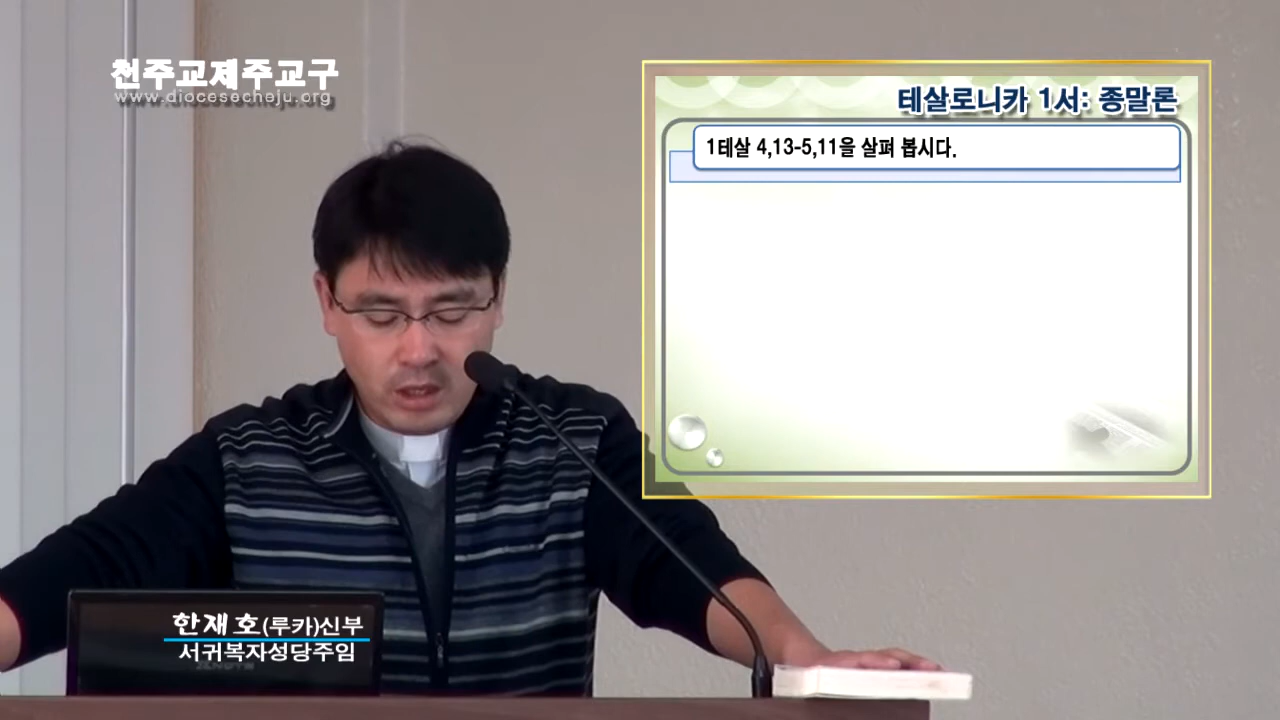 천주교제주교구
www.diocesecheju.org
테살로니카 1서: 종말론
1테살 4,13-5,11을 살펴 봅시다.
한재호(루카)신부
서귀복자성당주임